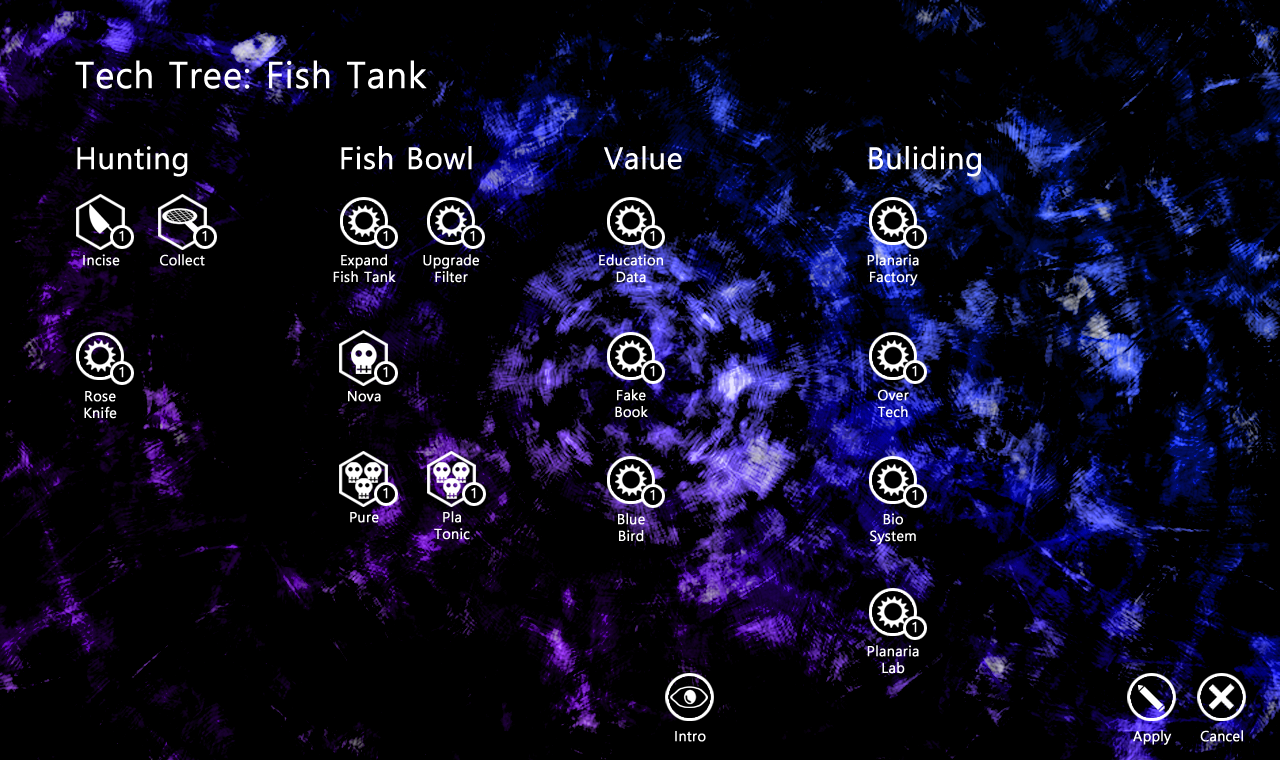 Tech Tree: Fish Tank
Hunting
Fish Bowl
Value
Buliding
1
1
1
1
1
1
Incise
Collect
Expand
Fish Tank
Upgrade
Filter
Education
Data
Planaria
Factory
1
1
1
1
Rose
Knife
Nova
Fake
Book
Over
Tech
1
1
1
1
Pure
Pla
Tonic
Blue
Bird
Bio
System
1
Planaria
Lab
Intro
Apply
Cancel